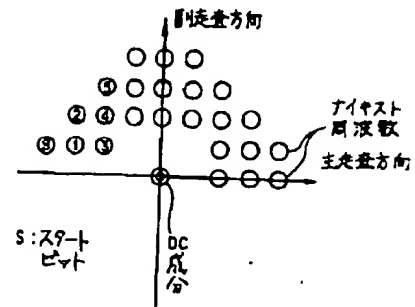 副走査方向
⑤
② ④
Ⓢ ① ③
ナイキスト
周波数
主走査方向
S:スタート
ビット
DC
成
分